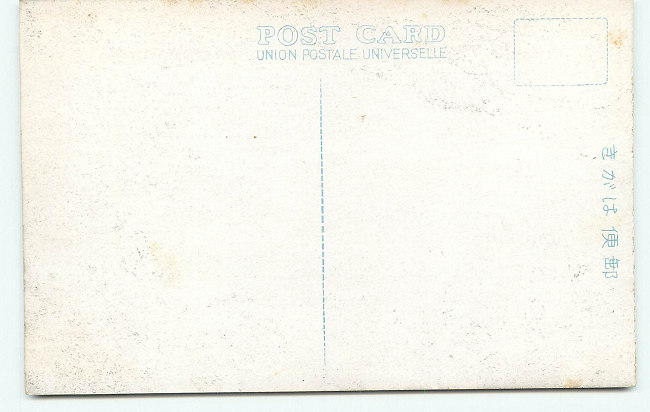 POST CARD
UNION POSTALE UNIVERSELLE
郵便はがき